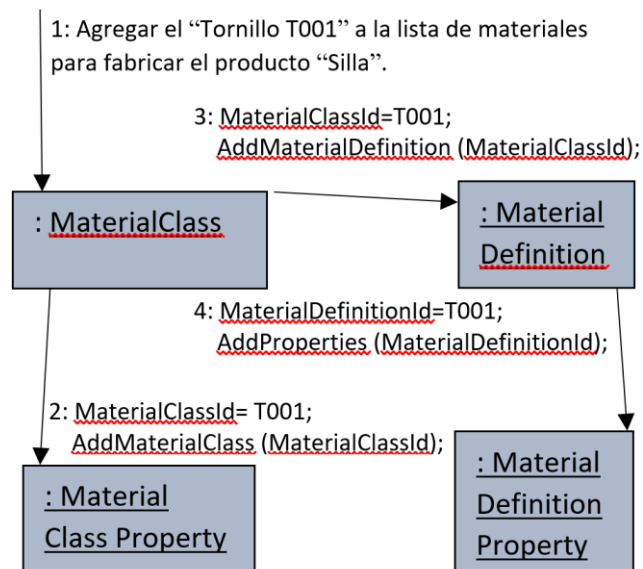 1: Agregar el “Tornillo T001” a la lista de materiales
para fabricar el producto “Silla”.
3: MaterialClassId=T001;
AddMaterialDefinition (MaterialClassId);
: MaterialClass
: Material
Definition
4: MaterialDefinitionId=T001;
AddProperties (MaterialDefinitionId);
2: MaterialClassId= T001;
AddMaterialClass (MaterialClassId);
: Material
Class Property
: Material
Definition
Property